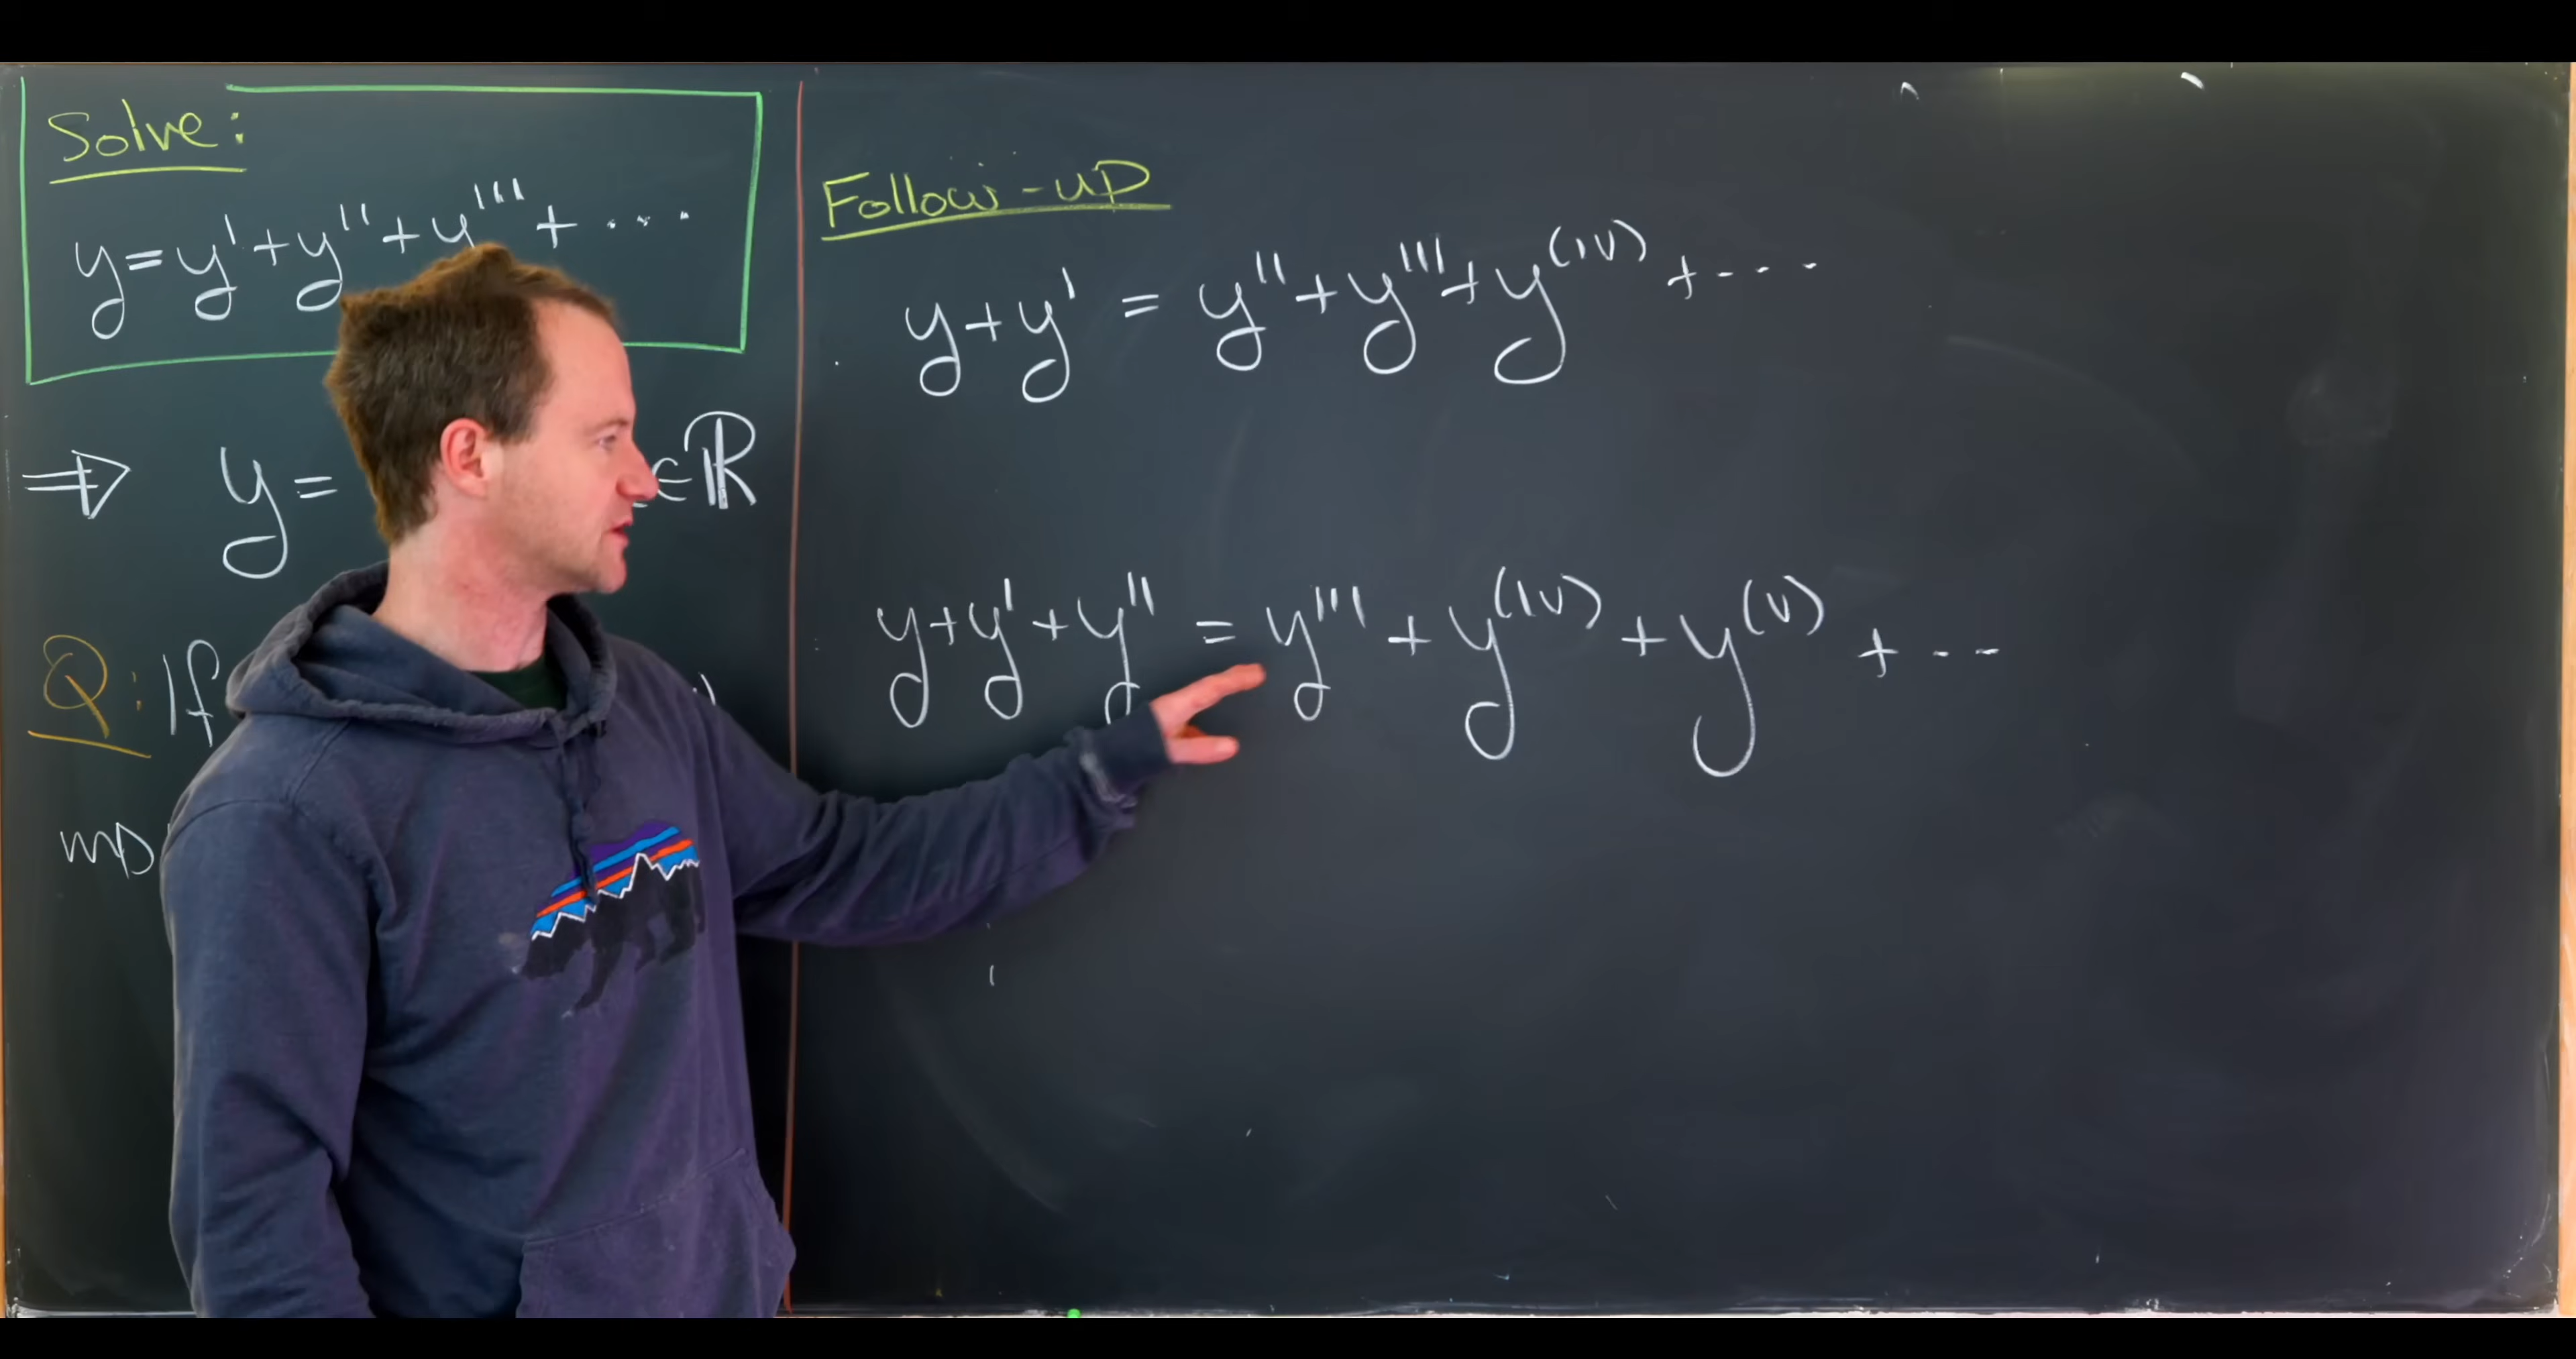 Solve:
y = y' + y'' + y''' + ....
⇒ y = ∈ ℝ
Q: If
Follow-up
y + y' = y'' + y''' + y^(iv) + ....
y + y' + y'' = y''' + y^(iv) + y^(v) + ...